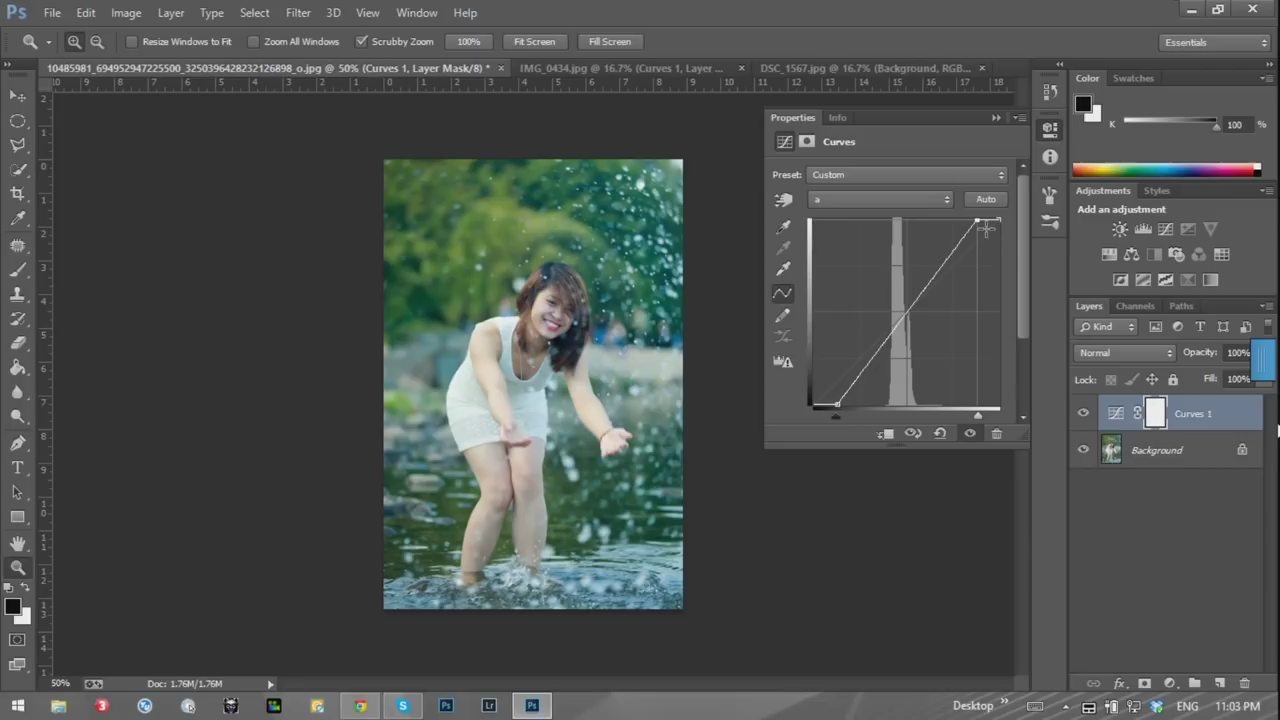 Ps File Edit Image Layer Type Select Filter 3D View Window Help
Resize Windows to Fit Zoom All Windows Scrubby Zoom 100% Fit Screen Fill Screen Essentials
10485981_694952947225500_3250396428232126898_o.jpg @ 50% (Curves 1, Layer Mask/8) * × IMG_0434.jpg @ 16.7% (Curves 1, Layer ... × DSC_1567.jpg @ 16.7% (Background, RGB... ×
Color Swatches
K 100 %
Properties Info
Curves
Preset: Custom
a Auto
Adjustments Styles
Add an adjustment
Layers Channels Paths
Kind
Normal Opacity: 100%
Lock: Fill: 100%
Curves 1
Background
50% Doc: 1.76M/1.76M
Desktop ENG 11:03 PM